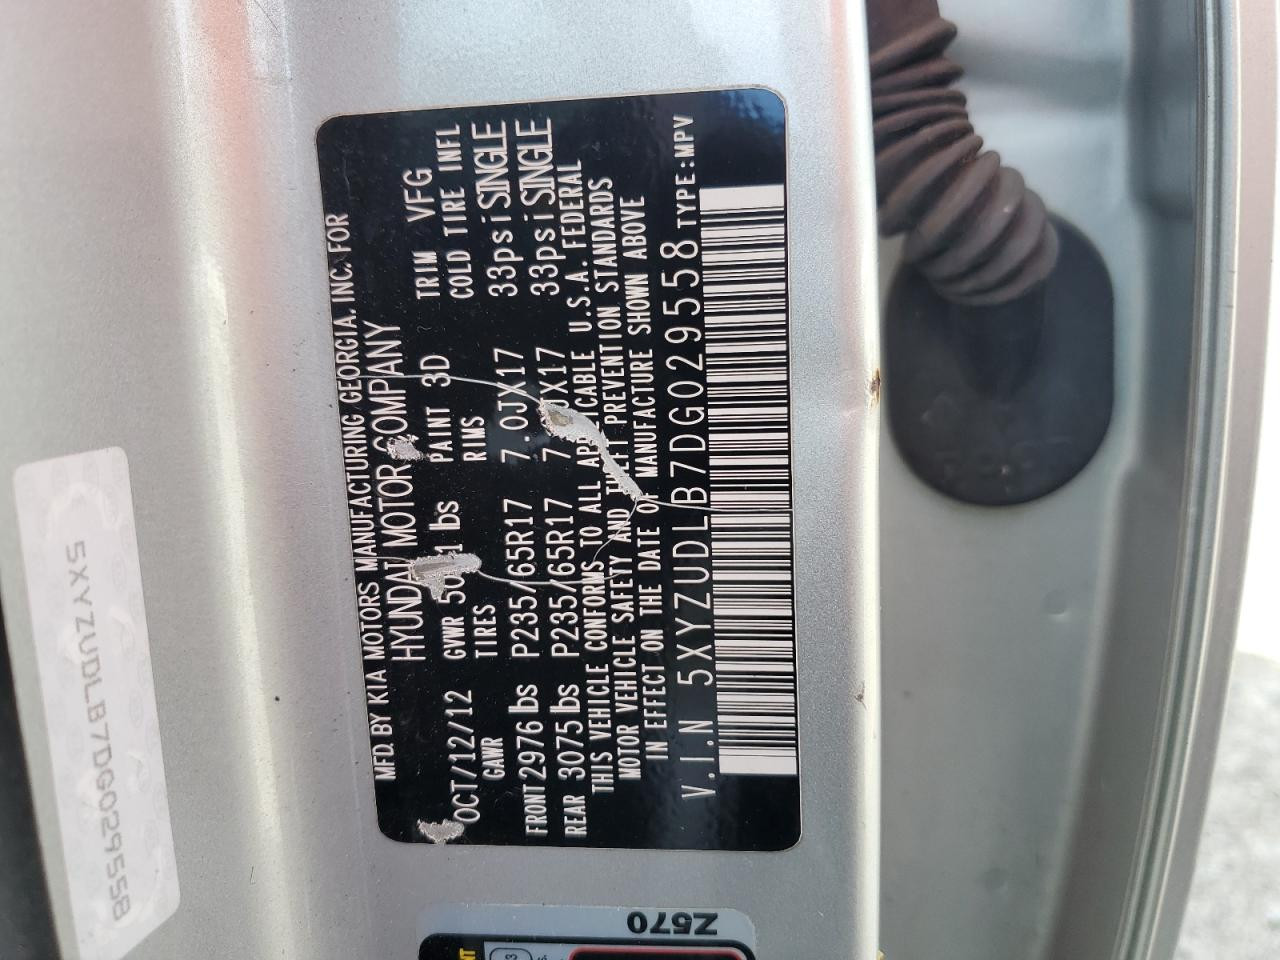 MFD. BY KIA MOTORS MANUFACTURING GEORGIA, INC. FOR
HYUNDAI MOTOR COMPANY
OCT/12/12 GVWR lbs PAINT 3D TRIM VFG
GAWR TIRES RIMS COLD TIRE INFL
FRONT 2976 lbs P235/65R17 7.0JX17 33psi SINGLE
REAR 3075 lbs P235/65R17 33psi SINGLE
THIS VEHICLE CONFORMS TO ALL APPLICABLE U.S.A. FEDERAL
MOTOR VEHICLE SAFETY AND THEFT PREVENTION STANDARDS
IN EFFECT ON THE DATE OF MANUFACTURE SHOWN ABOVE
V.I.N 5XYZUDLB7DG029558 TYPE:MPV
5XYZUDLB7DG029558
Z570